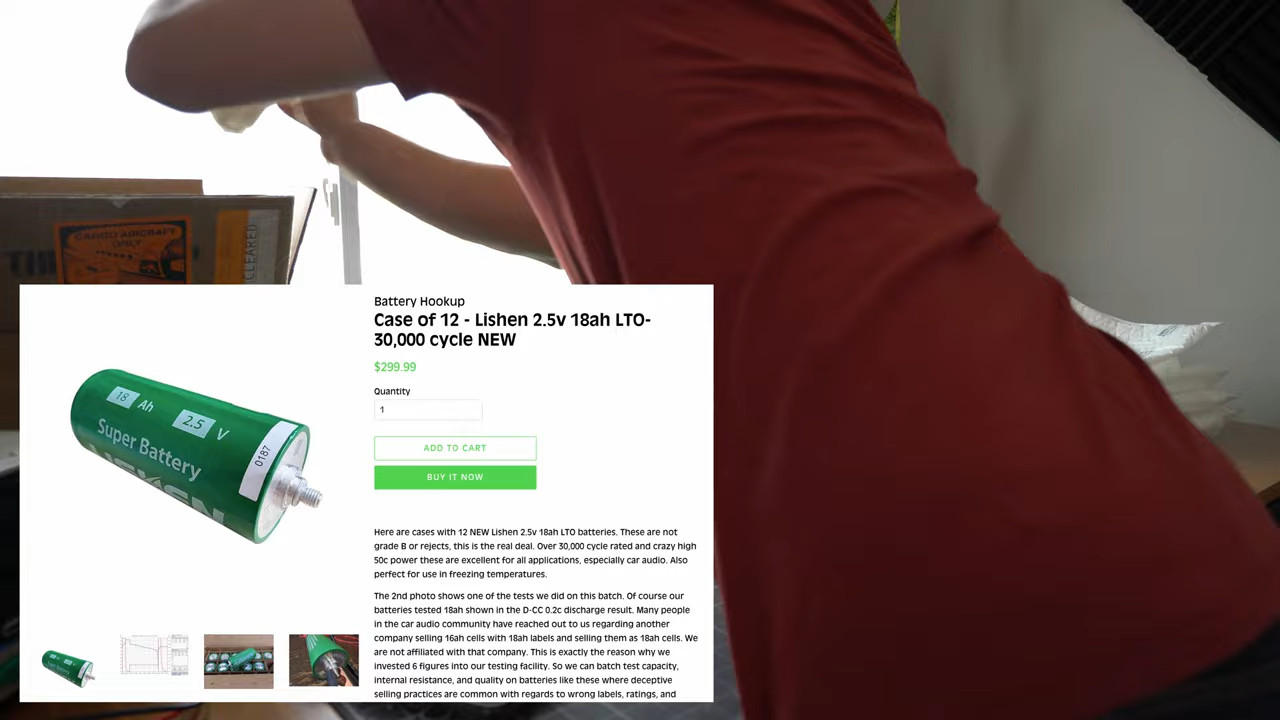 CARGO AIRCRAFT
ONLY
CLEARED
Battery Hookup
Case of 12 - Lishen 2.5v 18ah LTO-
30,000 cycle NEW
$299.99
Quantity
1
ADD TO CART
BUY IT NOW
18 Ah
2.5 V
Super Battery
0187
Here are cases with 12 NEW Lishen 2.5v 18ah LTO batteries. These are not
grade B or rejects, this is the real deal. Over 30,000 cycle rated and crazy high
50c power these are excellent for all applications, especially car audio. Also
perfect for use in freezing temperatures.
The 2nd photo shows one of the tests we did on this batch. Of course our
batteries tested 18ah shown in the D-CC 0.2c discharge result. Many people
in the car audio community have reached out to us regarding another
company selling 16ah cells with 18ah labels and selling them as 18ah cells. We
are not affiliated with that company. This is exactly the reason why we
invested 6 figures into our testing facility. So we can batch test capacity,
internal resistance, and quality on batteries like these where deceptive
selling practices are common with regards to wrong labels, ratings, and